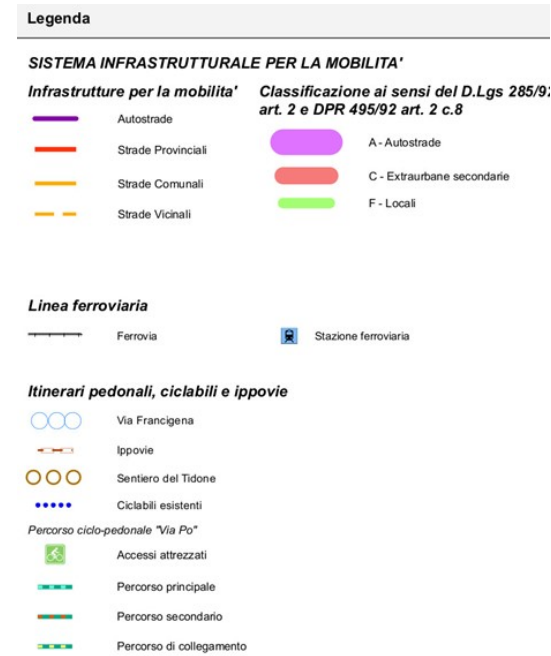 Legenda
SISTEMA INFRASTRUTTURALE PER LA MOBILITA'
Infrastrutture per la mobilita'
Autostrade
Strade Provinciali
Strade Comunali
Strade Vicinali
Classificazione ai sensi del D.Lgs 285/92
art. 2 e DPR 495/92 art. 2 c.8
A - Autostrade
C - Extraurbane secondarie
F - Locali
Linea ferroviaria
Ferrovia
Stazione ferroviaria
Itinerari pedonali, ciclabili e ippovie
Via Francigena
Ippovie
Sentiero del Tidone
Ciclabili esistenti
Percorso ciclo-pedonale "Via Po"
Accessi attrezzati
Percorso principale
Percorso secondario
Percorso di collegamento